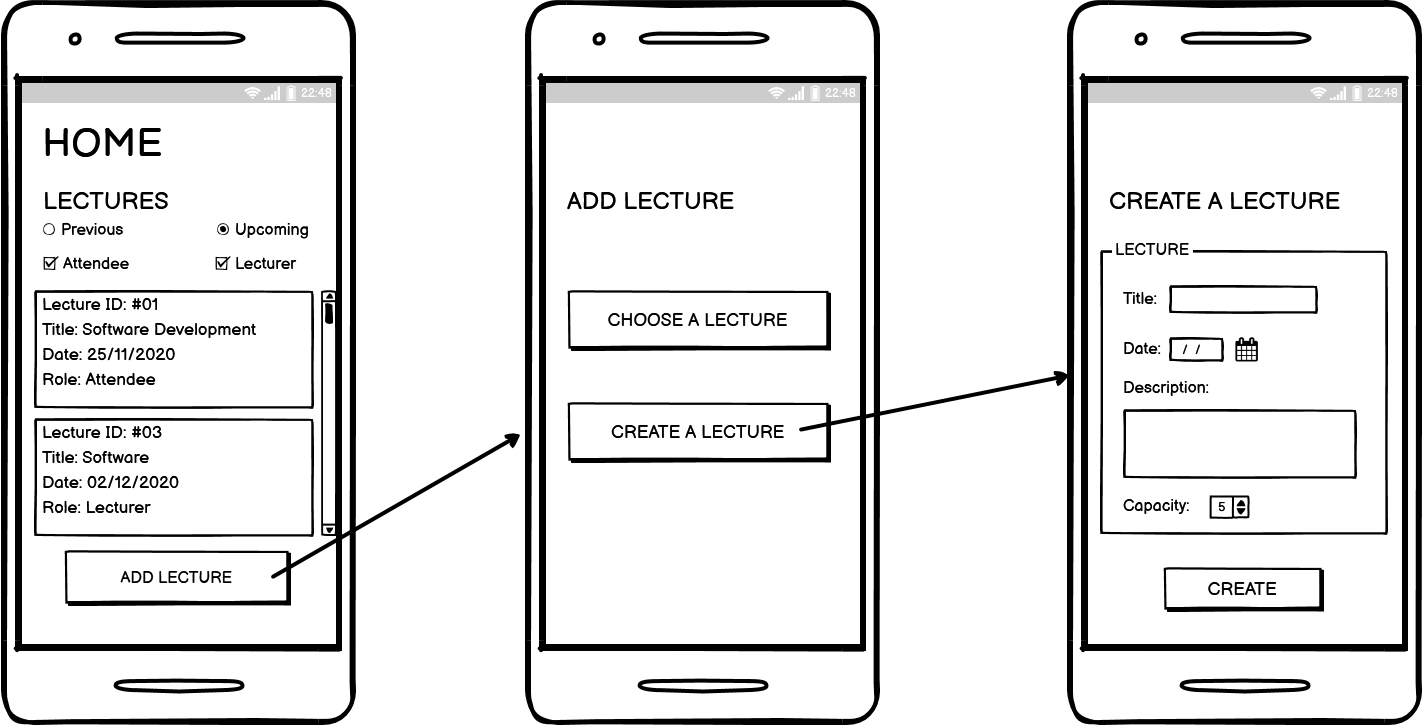 22:48
HOME
LECTURES
Previous Upcoming
Attendee Lecturer
Lecture ID: #01
Title: Software Development
Date: 25/11/2020
Role: Attendee
Lecture ID: #03
Title: Software
Date: 02/12/2020
Role: Lecturer
ADD LECTURE
22:48
ADD LECTURE
CHOOSE A LECTURE
CREATE A LECTURE
22:48
CREATE A LECTURE
LECTURE
Title:
Date: / /
Description:
Capacity: 5
CREATE